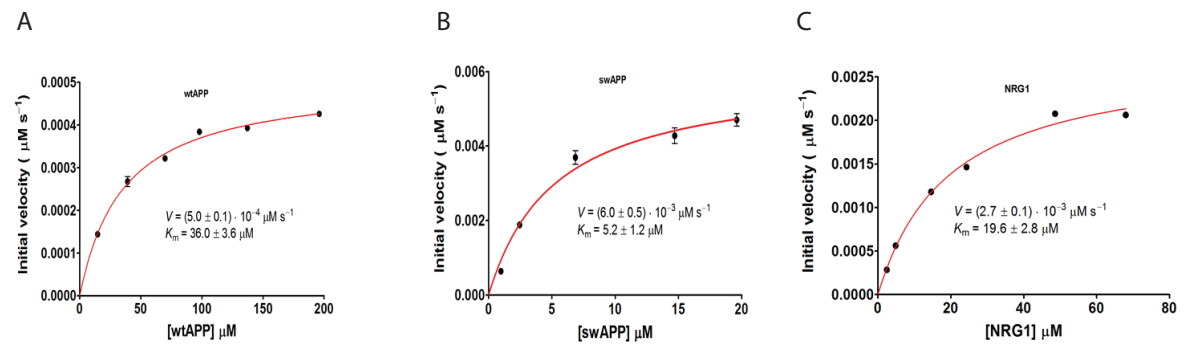 A
B
C
wtAPP
Initial velocity ( μM s⁻¹)
0.0005
0.0004
0.0003
0.0002
0.0001
0.0000
V = (5.0 ± 0.1) · 10⁻⁴ μM s⁻¹
Kₘ = 36.0 ± 3.6 μM
0
50
100
150
200
[wtAPP] μM
swAPP
Initial velocity ( μM s⁻¹)
0.006
0.004
0.002
0.000
V = (6.0 ± 0.5) · 10⁻³ μM s⁻¹
Kₘ = 5.2 ± 1.2 μM
0
5
10
15
20
[swAPP] μM
NRG1
Initial velocity ( μM s⁻¹)
0.0025
0.0020
0.0015
0.0010
0.0005
0.0000
V = (2.7 ± 0.1) · 10⁻³ μM s⁻¹
Kₘ = 19.6 ± 2.8 μM
0
20
40
60
80
[NRG1] μM